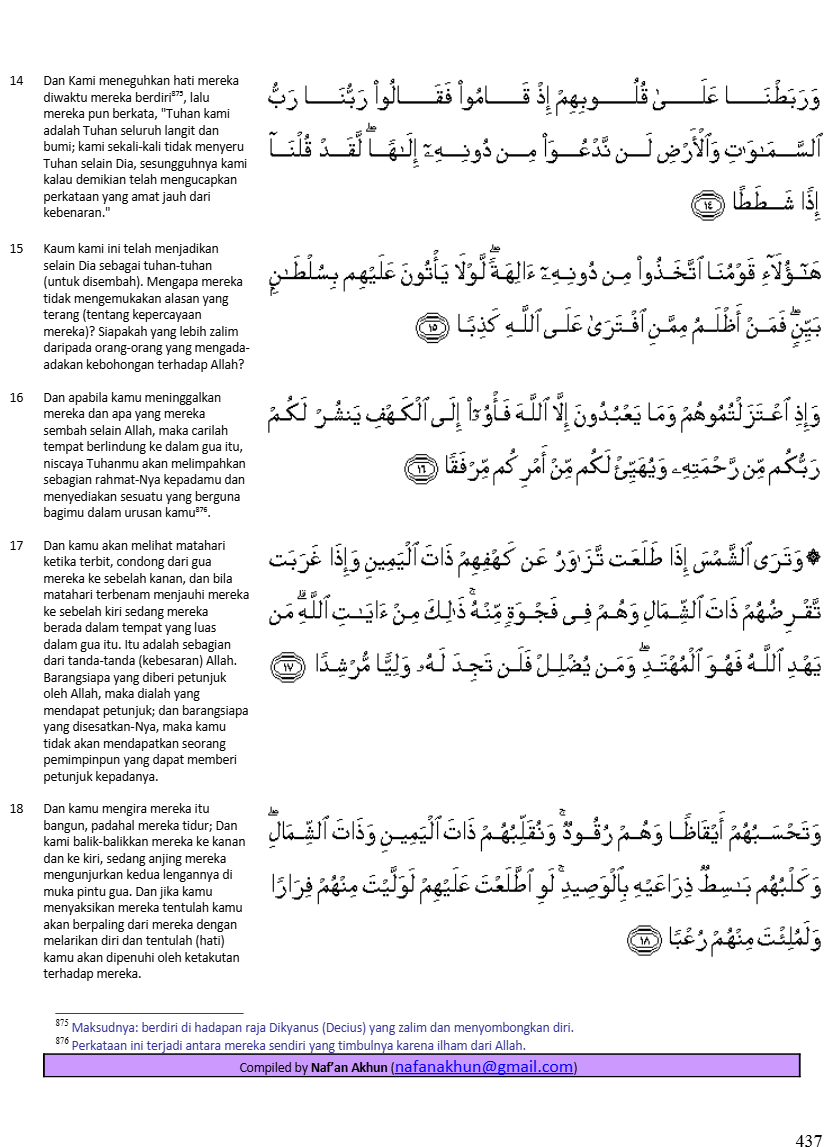 14 Dan Kami meneguhkan hati mereka
diwaktu mereka berdiri⁸⁷⁵, lalu
mereka pun berkata, "Tuhan kami
adalah Tuhan seluruh langit dan
bumi; kami sekali-kali tidak menyeru
Tuhan selain Dia, sesungguhnya kami
kalau demikian telah mengucapkan
perkataan yang amat jauh dari
kebenaran."
وَرَبَطْنَا عَلَىٰ قُلُوبِهِمْ إِذْ قَامُوا۟ فَقَالُوا۟ رَبُّنَا رَبُّ
ٱلسَّمَـٰوَٰتِ وَٱلْأَرْضِ لَن نَّدْعُوَا۟ مِن دُونِهِۦٓ إِلَـٰهًا ۖ لَّقَدْ قُلْنَآ
إِذًا شَطَطًا ١٤
15 Kaum kami ini telah menjadikan
selain Dia sebagai tuhan-tuhan
(untuk disembah). Mengapa mereka
tidak mengemukakan alasan yang
terang (tentang kepercayaan
mereka)? Siapakah yang lebih zalim
daripada orang-orang yang mengada-
adakan kebohongan terhadap Allah?
هَـٰٓؤُلَآءِ قَوْمُنَا ٱتَّخَذُوا۟ مِن دُونِهِۦٓ ءَالِهَةً ۖ لَّوْلَا يَأْتُونَ عَلَيْهِم بِسُلْطَـٰنٍۭ
بَيِّنٍ ۖ فَمَنْ أَظْلَمُ مِمَّنِ ٱفْتَرَىٰ عَلَى ٱللَّهِ كَذِبًا ١٥
16 Dan apabila kamu meninggalkan
mereka dan apa yang mereka
sembah selain Allah, maka carilah
tempat berlindung ke dalam gua itu,
niscaya Tuhanmu akan melimpahkan
sebagian rahmat-Nya kepadamu dan
menyediakan sesuatu yang berguna
bagimu dalam urusan kamu⁸⁷⁶.
وَإِذِ ٱعْتَزَلْتُمُوهُمْ وَمَا يَعْبُدُونَ إِلَّا ٱللَّهَ فَأْوُۥٓا۟ إِلَى ٱلْكَهْفِ يَنشُرْ لَكُمْ
رَبُّكُم مِّن رَّحْمَتِهِۦ وَيُهَيِّئْ لَكُم مِّنْ أَمْرِكُم مِّرْفَقًا ١٦
17 Dan kamu akan melihat matahari
ketika terbit, condong dari gua
mereka ke sebelah kanan, dan bila
matahari terbenam menjauhi mereka
ke sebelah kiri sedang mereka
berada dalam tempat yang luas
dalam gua itu. Itu adalah sebagian
dari tanda-tanda (kebesaran) Allah.
Barangsiapa yang diberi petunjuk
oleh Allah, maka dialah yang
mendapat petunjuk; dan barangsiapa
yang disesatkan-Nya, maka kamu
tidak akan mendapatkan seorang
pemimpinpun yang dapat memberi
petunjuk kepadanya.
۞ وَتَرَى ٱلشَّمْسَ إِذَا طَلَعَت تَّزَٰوَرُ عَن كَهْفِهِمْ ذَاتَ ٱلْيَمِينِ وَإِذَا غَرَبَت
تَّقْرِضُهُمْ ذَاتَ ٱلشِّمَالِ وَهُمْ فِى فَجْوَةٍ مِّنْهُ ۚ ذَٰلِكَ مِنْ ءَايَـٰتِ ٱللَّهِ ۗ مَن
يَهْدِ ٱللَّهُ فَهُوَ ٱلْمُهْتَدِ ۖ وَمَن يُضْلِلْ فَلَن تَجِدَ لَهُۥ وَلِيًّا مُّرْشِدًا ١٧
18 Dan kamu mengira mereka itu
bangun, padahal mereka tidur; Dan
kami balik-balikkan mereka ke kanan
dan ke kiri, sedang anjing mereka
mengunjurkan kedua lengannya di
muka pintu gua. Dan jika kamu
menyaksikan mereka tentulah kamu
akan berpaling dari mereka dengan
melarikan diri dan tentulah (hati)
kamu akan dipenuhi oleh ketakutan
terhadap mereka.
وَتَحْسَبُهُمْ أَيْقَاظًا وَهُمْ رُقُودٌ ۚ وَنُقَلِّبُهُمْ ذَاتَ ٱلْيَمِينِ وَذَاتَ ٱلشِّمَالِ ۖ
وَكَلْبُهُم بَـٰسِطٌ ذِرَاعَيْهِ بِٱلْوَصِيدِ ۚ لَوِ ٱطَّلَعْتَ عَلَيْهِمْ لَوَلَّيْتَ مِنْهُمْ فِرَارًا
وَلَمُلِئْتَ مِنْهُمْ رُعْبًا ١٨
875 Maksudnya: berdiri di hadapan raja Dikyanus (Decius) yang zalim dan menyombongkan diri.
876 Perkataan ini terjadi antara mereka sendiri yang timbulnya karena ilham dari Allah.
Compiled by Naf'an Akhun (nafanakhun@gmail.com)
437